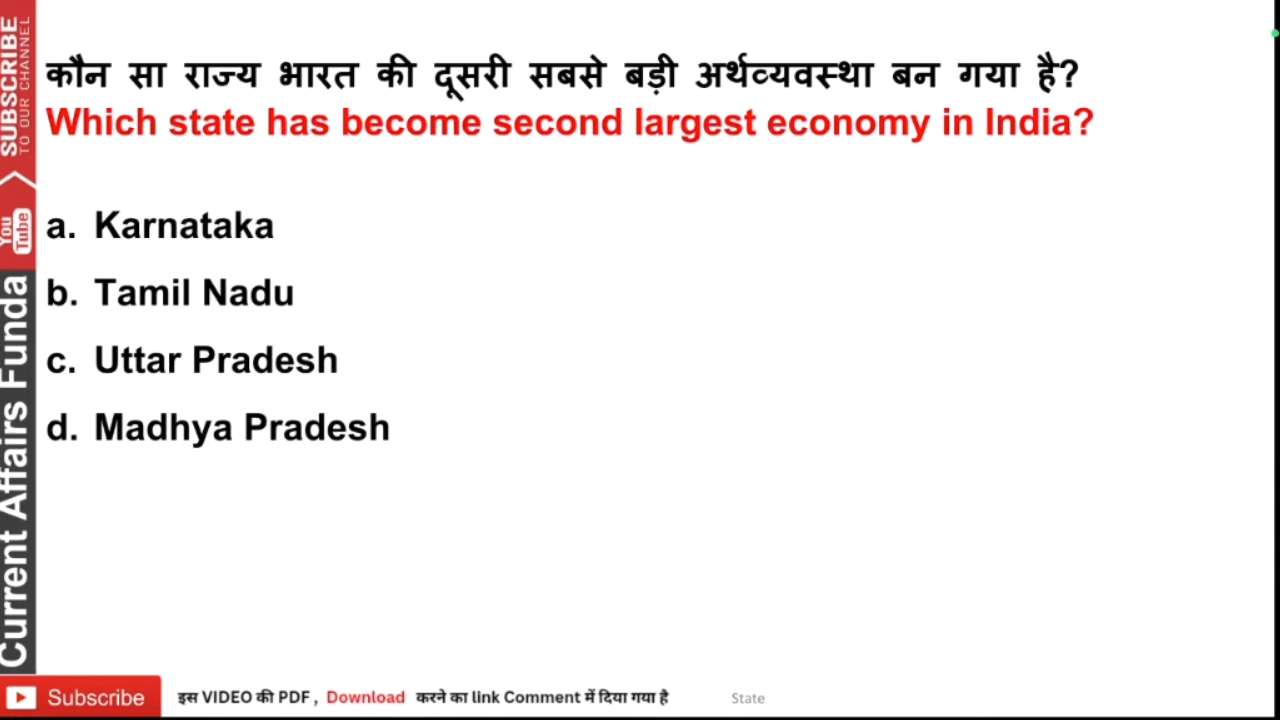 कौन सा राज्य भारत की दूसरी सबसे बड़ी अर्थव्यवस्था बन गया है?
Which state has become second largest economy in India?
a. Karnataka
b. Tamil Nadu
c. Uttar Pradesh
d. Madhya Pradesh
SUBSCRIBE
TO OUR CHANNEL
You Tube
Current Affairs Funda
Subscribe
इस VIDEO की PDF , Download करने का link Comment में दिया गया है
State